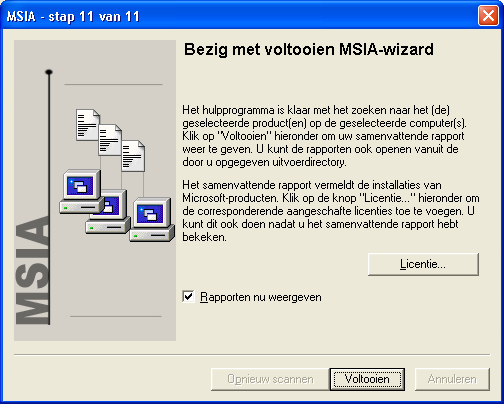 MSIA - stap 11 van 11
MSIA
Bezig met voltooien MSIA-wizard
Het hulpprogramma is klaar met het zoeken naar het (de)
geselecteerde product(en) op de geselecteerde computer(s).
Klik op "Voltooien" hieronder om uw samenvattende rapport
weer te geven. U kunt de rapporten ook openen vanuit de
door u opgegeven uitvoerdirectory.
Het samenvattende rapport vermeldt de installaties van
Microsoft-producten. Klik op de knop "Licentie..." hieronder om
de corresponderende aangeschafte licenties toe te voegen. U
kunt dit ook doen nadat u het samenvattende rapport hebt
bekeken.
Licentie...
Rapporten nu weergeven
Opnieuw scannen
Voltooien
Annuleren